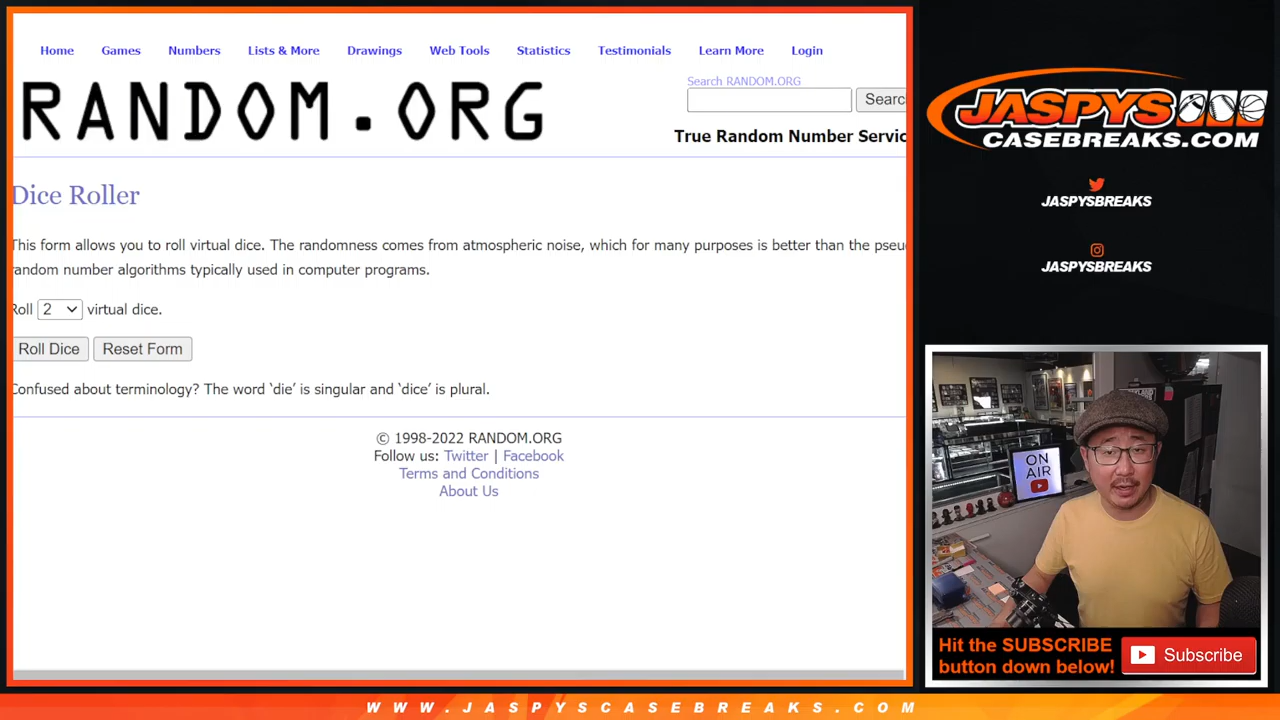 Home Games Numbers Lists & More Drawings Web Tools Statistics Testimonials Learn More Login
Search RANDOM.ORG
RANDOM.ORG
Searc
True Random Number Servic
Dice Roller
This form allows you to roll virtual dice. The randomness comes from atmospheric noise, which for many purposes is better than the pseu
random number algorithms typically used in computer programs.
Roll 2 virtual dice.
Roll Dice Reset Form
Confused about terminology? The word ‘die’ is singular and ‘dice’ is plural.
© 1998-2022 RANDOM.ORG
Follow us: Twitter | Facebook
Terms and Conditions
About Us
JASPYS
CASEBREAKS.COM
JASPYSBREAKS
JASPYSBREAKS
ON
AIR
Hit the SUBSCRIBE
button down below!
Subscribe
WWW.JASPYSCASEBREAKS.COM